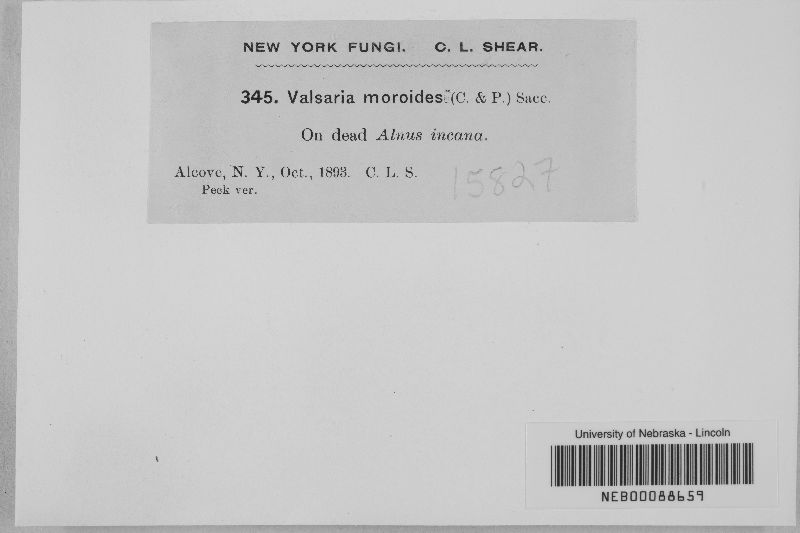 NEW YORK FUNGI. C. L. SHEAR.
345. Valsaria moroides (C. & P.) Sacc.
On dead Alnus incana.
Alcove, N. Y., Oct., 1893. C. L. S.
Peck ver.
15827
University of Nebraska - Lincoln
NEB00088659